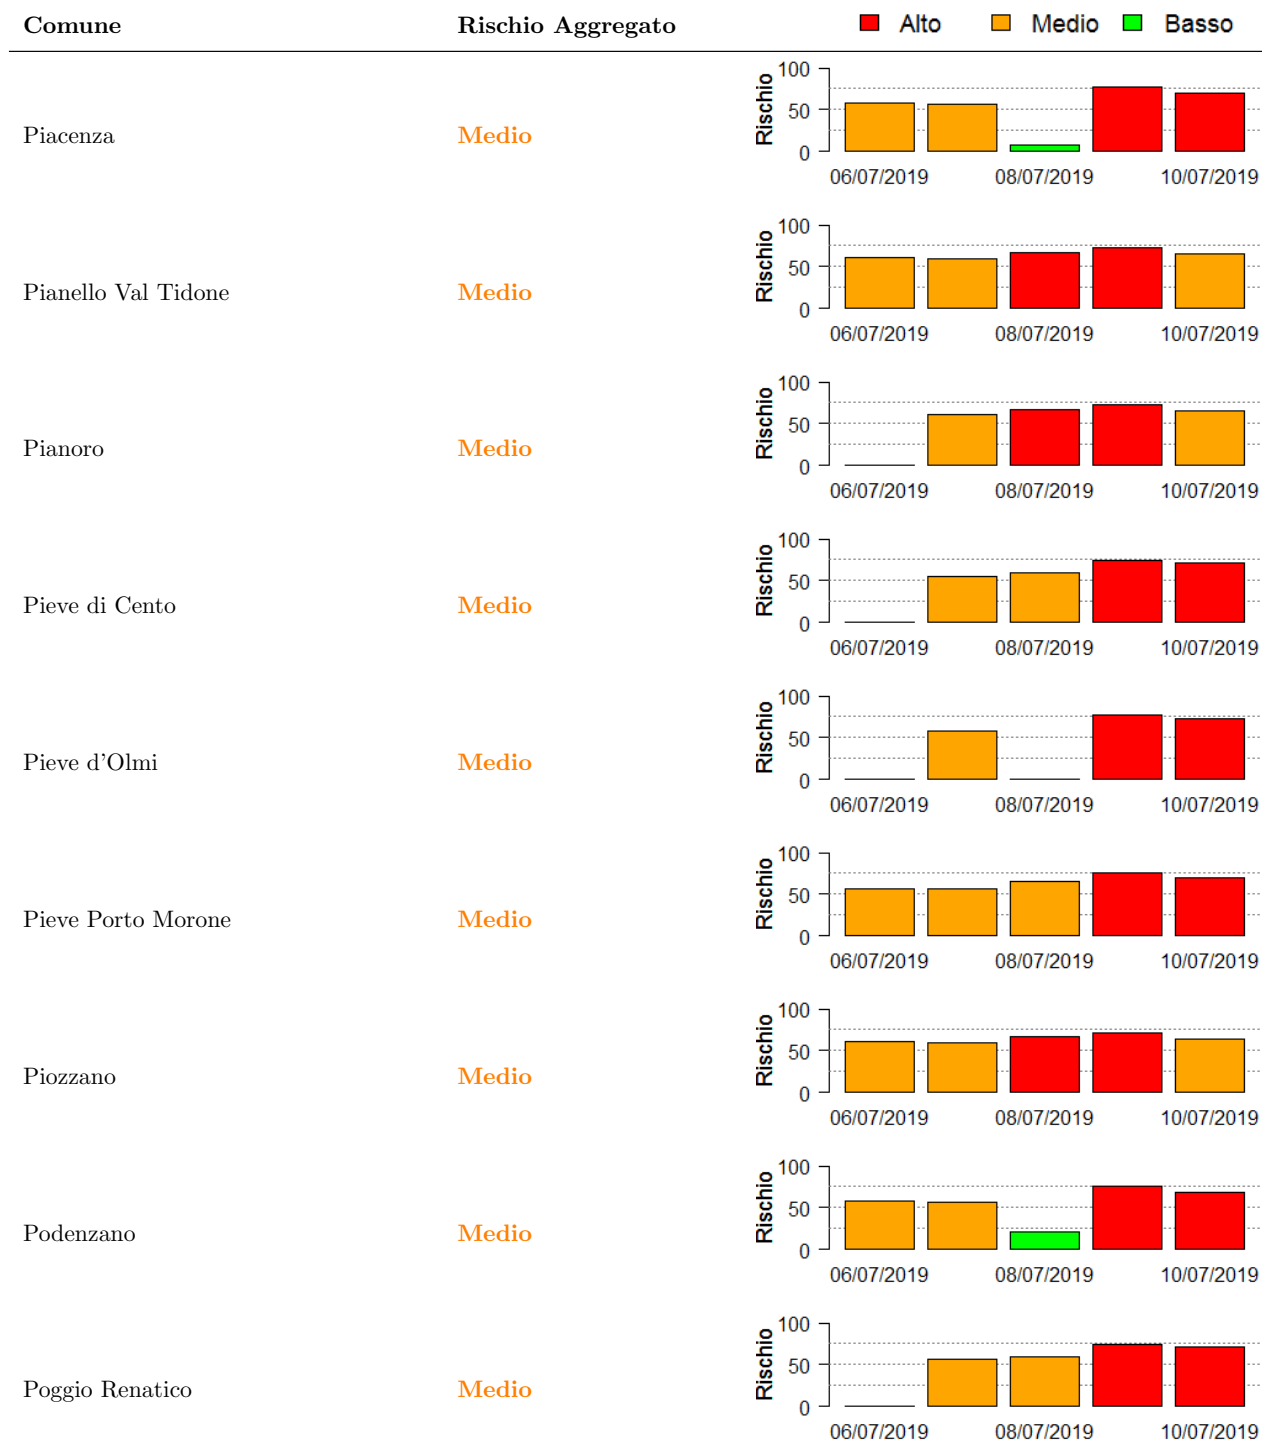 Comune Rischio Aggregato Alto Medio Basso
100
50
0
Rischio
Piacenza Medio
06/07/2019 08/07/2019 10/07/2019
100
50
0
Rischio
Pianello Val Tidone Medio
06/07/2019 08/07/2019 10/07/2019
100
50
0
Rischio
Pianoro Medio
06/07/2019 08/07/2019 10/07/2019
100
50
0
Rischio
Pieve di Cento Medio
06/07/2019 08/07/2019 10/07/2019
100
50
0
Rischio
Pieve d'Olmi Medio
06/07/2019 08/07/2019 10/07/2019
100
50
0
Rischio
Pieve Porto Morone Medio
06/07/2019 08/07/2019 10/07/2019
100
50
0
Rischio
Piozzano Medio
06/07/2019 08/07/2019 10/07/2019
100
50
0
Rischio
Podenzano Medio
06/07/2019 08/07/2019 10/07/2019
100
50
0
Rischio
Poggio Renatico Medio
06/07/2019 08/07/2019 10/07/2019